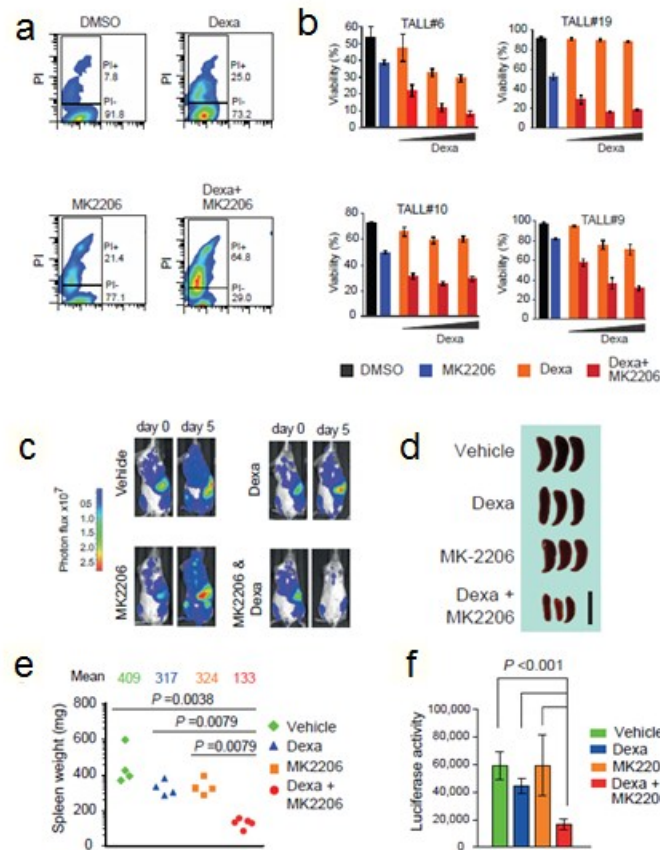 a
DMSO
Dexa
PI
PI+
7.8
PI-
91.8
PI+
25.0
PI-
73.2
MK2206
Dexa+
MK2206
PI
PI+
21.4
PI-
77.1
PI+
64.8
PI-
29.0
b
TALL#6
Viability (%)
60
50
40
30
20
10
0
Dexa
TALL#19
Viability (%)
100
80
60
40
20
0
Dexa
TALL#10
Viability (%)
80
60
40
20
0
Dexa
TALL#9
Viability (%)
100
80
60
40
20
0
Dexa
DMSO
MK2206
Dexa
Dexa+
MK2206
c
day 0 day 5
day 0 day 5
Vehicle
Dexa
Photon flux x10⁷
05
1.0
1.5
2.0
2.5
MK2206
MK2206 &
Dexa
d
Vehicle
Dexa
MK-2206
Dexa +
MK2206
e
Mean 409 317 324 133
P =0.0038
P =0.0079
P =0.0079
Spleen weight (mg)
800
600
400
200
0
Vehicle
Dexa
MK2206
Dexa +
MK2206
f
P <0.001
Luciferase activity
100,000
80,000
60,000
40,000
20,000
0
Vehicle
Dexa
MK220
Dexa +
MK220